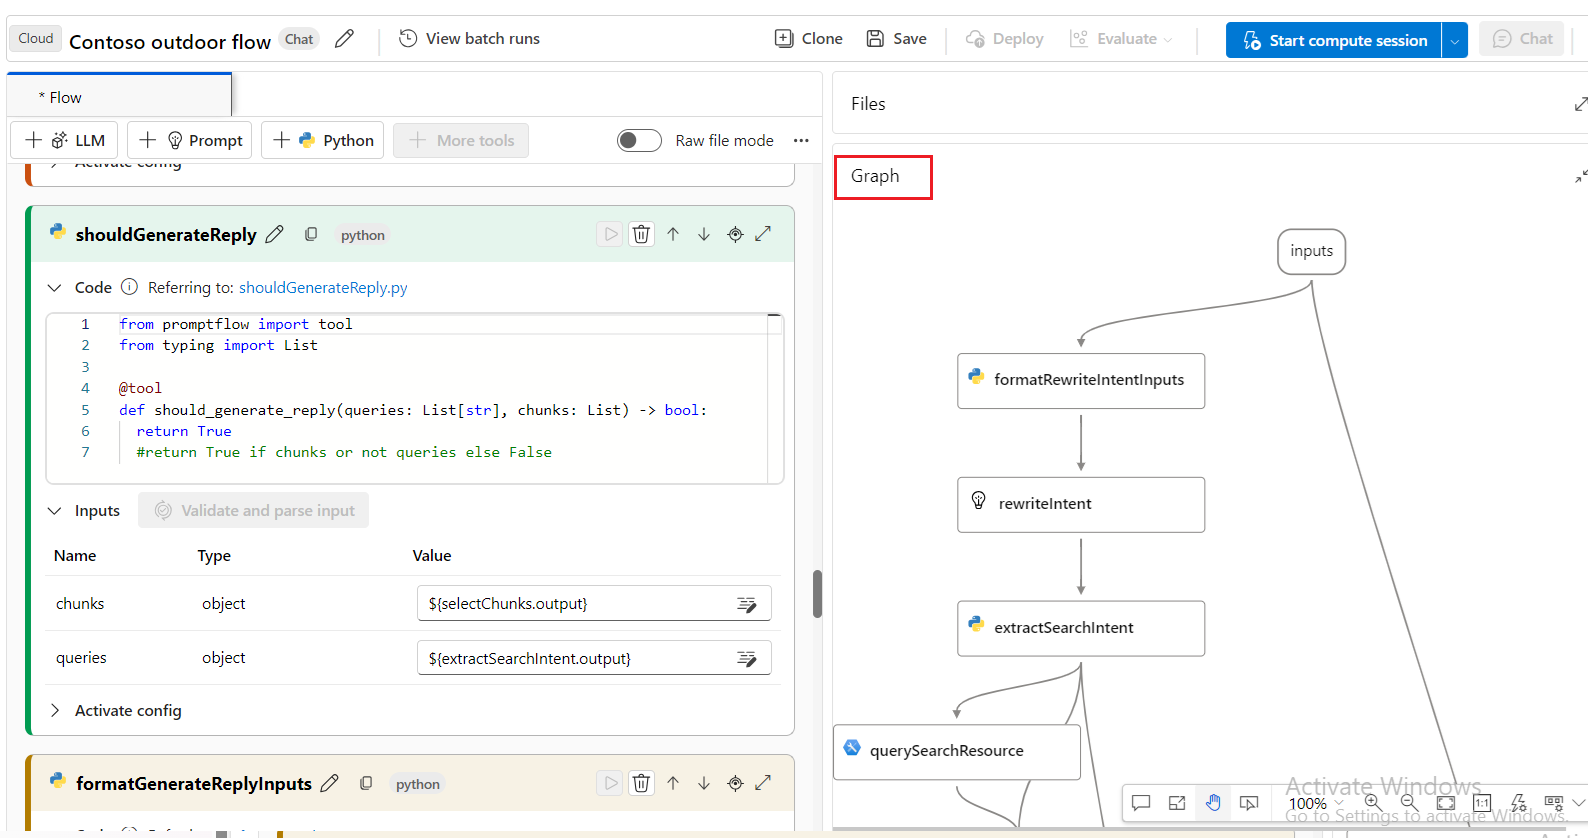 Cloud
Contoso outdoor flow
Chat
View batch runs
Clone
Save
Deploy
Evaluate
Start compute session
Chat
* Flow
LLM
Prompt
Python
More tools
Raw file mode
Activate config
shouldGenerateReply
python
Code
Referring to: shouldGenerateReply.py
1 from promptflow import tool
2 from typing import List
3
4 @tool
5 def should_generate_reply(queries: List[str], chunks: List) -> bool:
6 return True
7 #return True if chunks or not queries else False
Inputs
Validate and parse input
Name Type Value
chunks object ${selectChunks.output}
queries object ${extractSearchIntent.output}
Activate config
formatGenerateReplyInputs
python
Files
Graph
inputs
formatRewriteIntentInputs
rewriteIntent
extractSearchIntent
querySearchResource
Activate Windows
Go to Settings to activate Windows.
100%
1:1